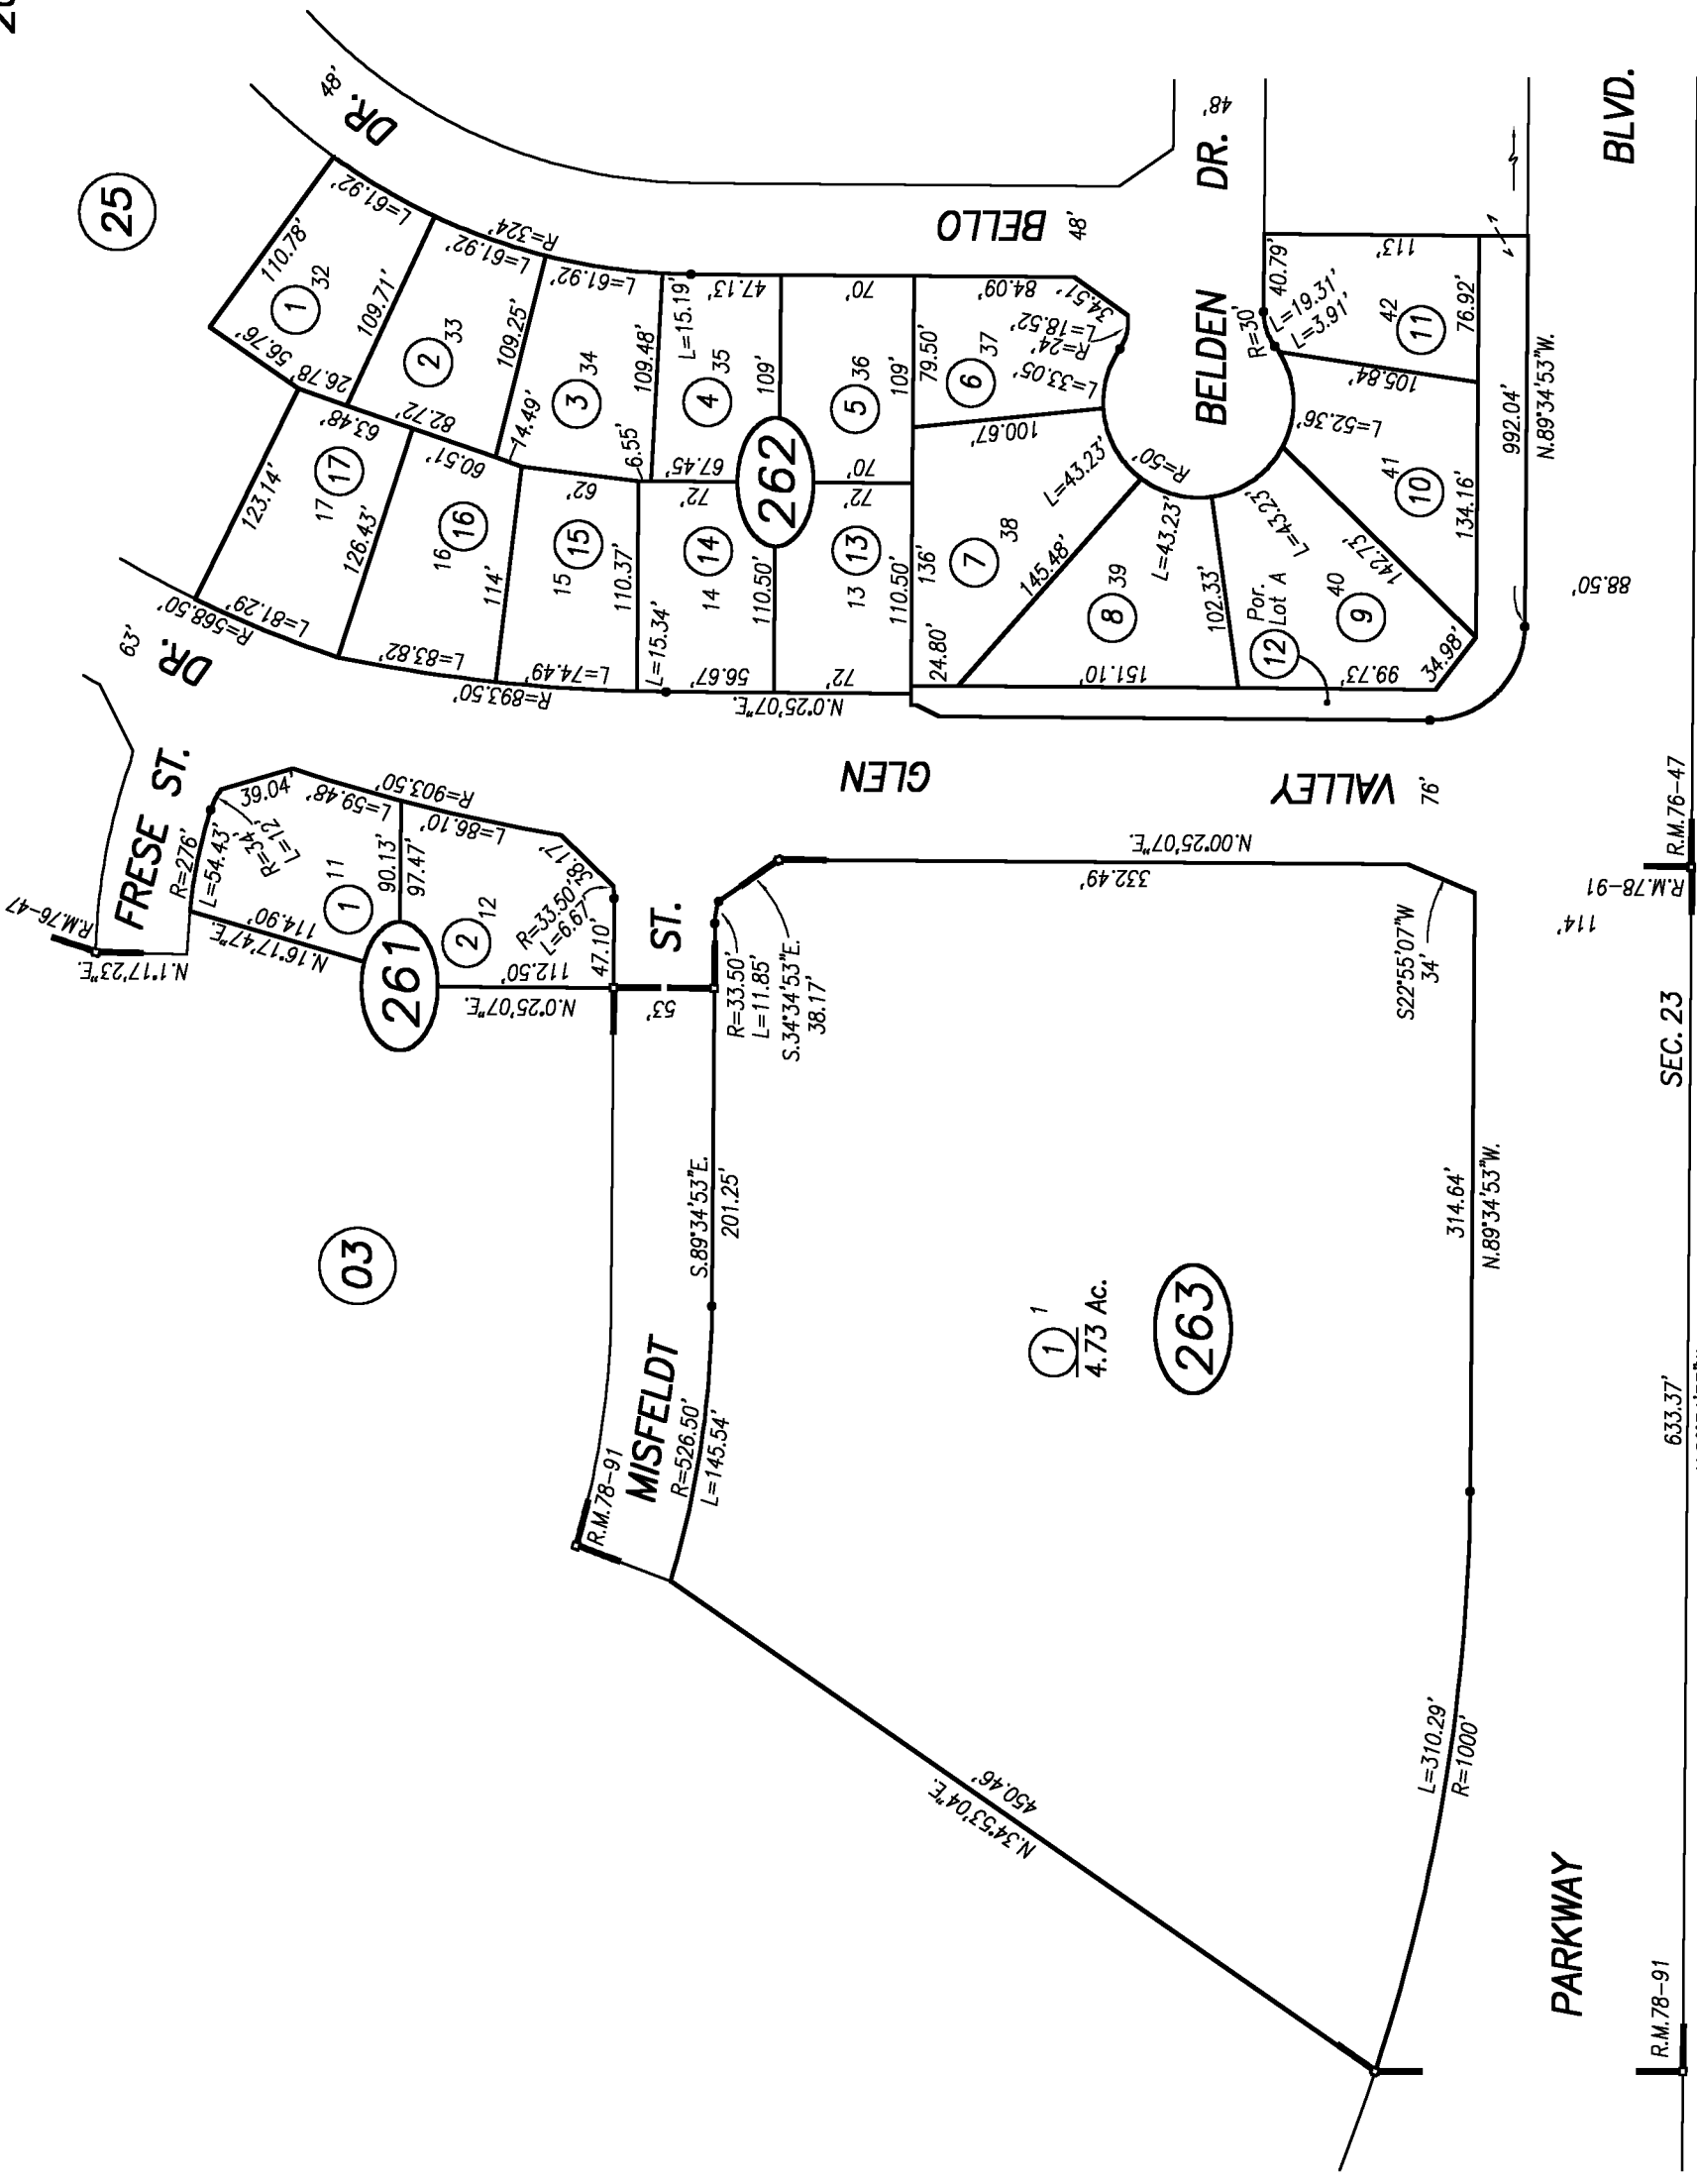 25
DR.
48'
110.78'
1
32
L=61.92'
56.76'
109.71'
26.78'
2
33
L=61.92'
R=324'
82.72'
109.25'
14.49'
3
34
L=61.92'
109.48'
6.55'
L=15.19'
4
35
47.13'
67.45'
109'
262
5
36
70'
70'
109'
BELLO
48'
6
37
79.50'
84.09'
34.51'
L=18.52'
R=24'
L=33.05'
100.67'
7
38
136'
24.80'
L=43.23'
145.48'
R=50'
8
39
L=43.23'
151.10'
102.33'
12
Por.
Lot A
9
40
L=43.23'
142.73'
99.73'
34.98'
10
41
L=52.36'
134.16'
105.84'
11
42
R=30'
40.79'
L=19.31'
L=3.91'
113'
76.92'
992.04'
N.89°34'53"W.
BELDEN
DR.
48'
BLVD.
88.50'
17
17
123.14'
63.48'
126.43'
L=81.29'
R=568.50'
16
16
60.51'
114'
L=83.82'
15
15
62'
110.37'
L=74.49'
R=893.50'
14
14
72'
L=15.34'
56.67'
110.50'
13
13
72'
72'
110.50'
N.0°25'07"E.
63'
DR.
GLEN
VALLEY
76'
FRESE ST.
R.M.76-47
N.1°17'23"E.
R=276'
L=54.43'
R=34'
L=12'
39.04'
L=59.48'
R=903.50'
1
11
90.13'
97.47'
114.90'
N.16°17'47"E.
261
2
12
L=86.10'
38.17'
R=33.50'
L=6.67'
47.10'
112.50'
N.0°25'07"E.
53'
ST.
MISFELDT
R.M.78-91
R=526.50'
L=145.54'
S.89°34'53"E.
201.25'
R=33.50'
L=11.85'
S.34°34'53"E.
38.17'
N.00°25'07"E.
332.49'
S22°55'07"W
34'
03
1
1
4.73 Ac.
263
314.64'
N.89°34'53"W.
N.34°53'04"E.
450.46'
L=310.29'
R=1000'
PARKWAY
R.M.78-91
633.37'
SEC. 23
114'
R.M.78-91
R.M.76-47